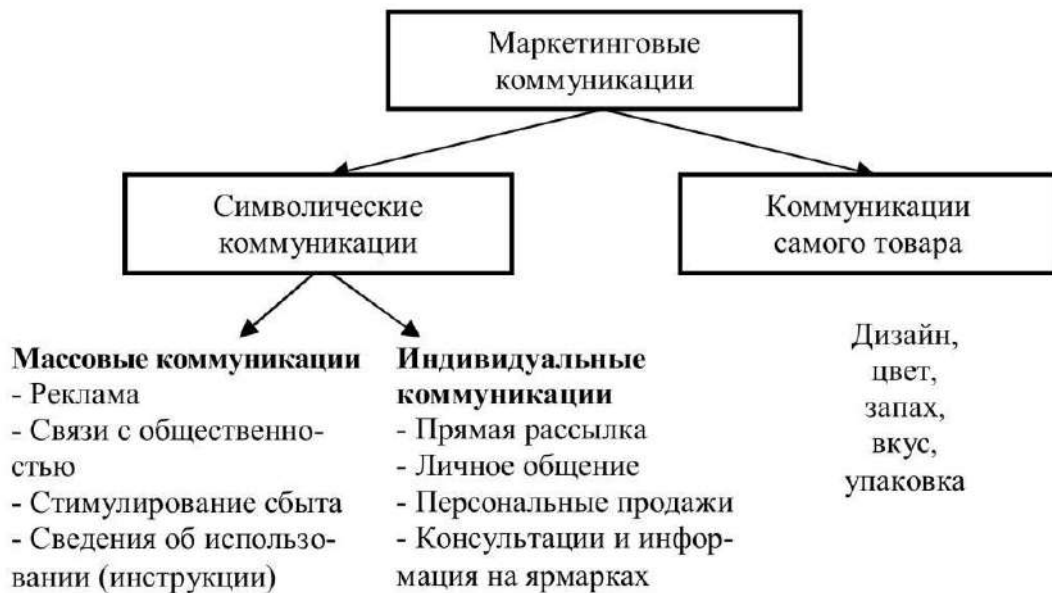 Маркетинговые
коммуникации
Символические
коммуникации
Коммуникации
самого товара
Массовые коммуникации
- Реклама
- Связи с общественно-
стью
- Стимулирование сбыта
- Сведения об использо-
вании (инструкции)
Индивидуальные
коммуникации
- Прямая рассылка
- Личное общение
- Персональные продажи
- Консультации и инфор-
мация на ярмарках
Дизайн,
цвет,
запах,
вкус,
упаковка